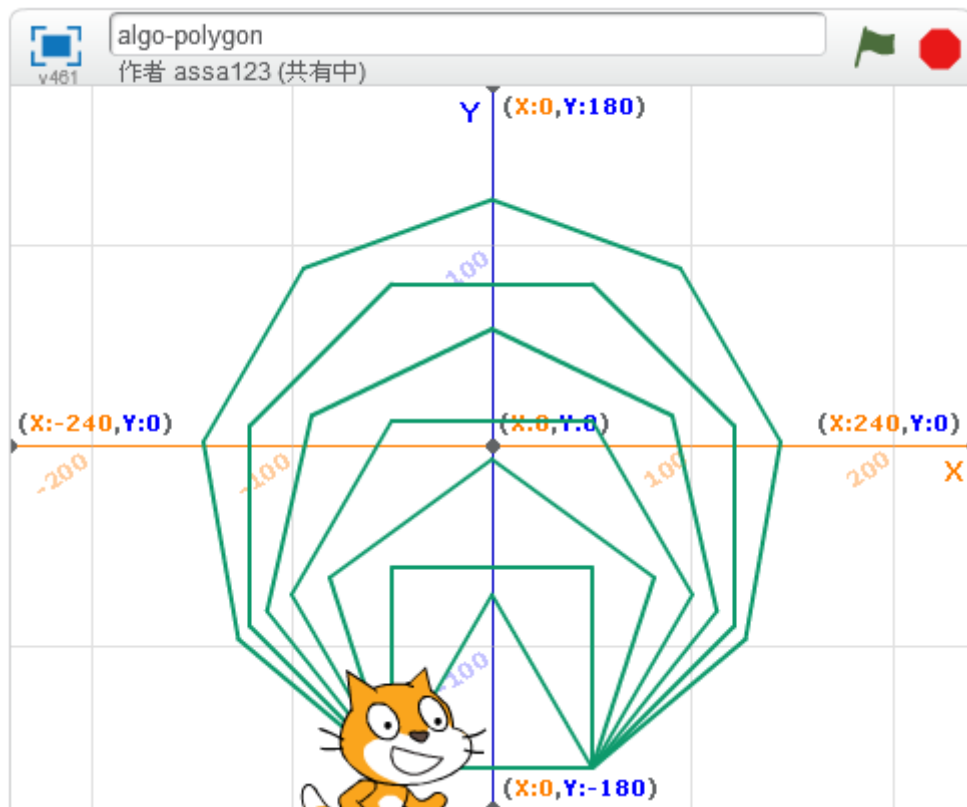 algo-polygon
v461
作者 assa123 (共有中)
Y
(X:0,Y:180)
100
(X:-240,Y:0)
(X:0,Y:0)
(X:240,Y:0)
-200
-100
100
200
X
-100
(X:0,Y:-180)